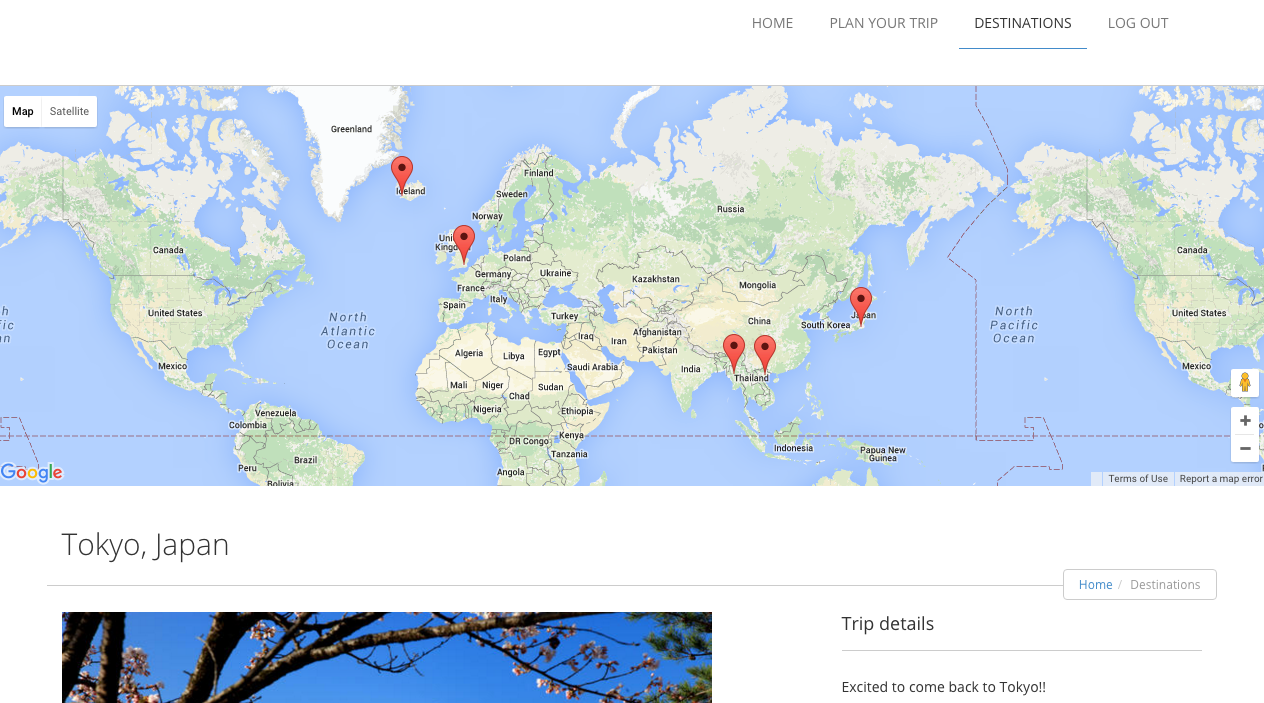 HOME PLAN YOUR TRIP DESTINATIONS LOG OUT
Map Satellite
Greenland
Iceland
Finland
Sweden
Norway
Russia
United
Kingdom
Canada
Canada
Poland
Germany
Ukraine
Kazakhstan
Mongolia
France
Italy
Spain
United States
United States
North
Atlantic
Ocean
North
Pacific
Ocean
Turkey
China
Japan
South Korea
Afghanistan
Iraq
Iran
Pakistan
Algeria
Libya
Egypt
Saudi Arabia
India
Mexico
Mexico
Thailand
Mali
Niger
Sudan
Chad
Nigeria
Ethiopia
Venezuela
Colombia
Kenya
DR Congo
Tanzania
Indonesia
Papua New
Guinea
Peru
Brazil
Angola
Bolivia
Google
Terms of Use Report a map error
Tokyo, Japan
Home / Destinations
Trip details
Excited to come back to Tokyo!!